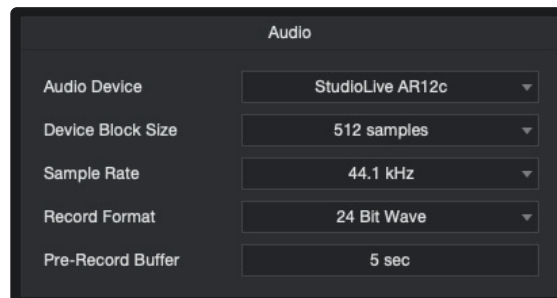 Audio
Audio Device StudioLive AR12c
Device Block Size 512 samples
Sample Rate 44.1 kHz
Record Format 24 Bit Wave
Pre-Record Buffer 5 sec